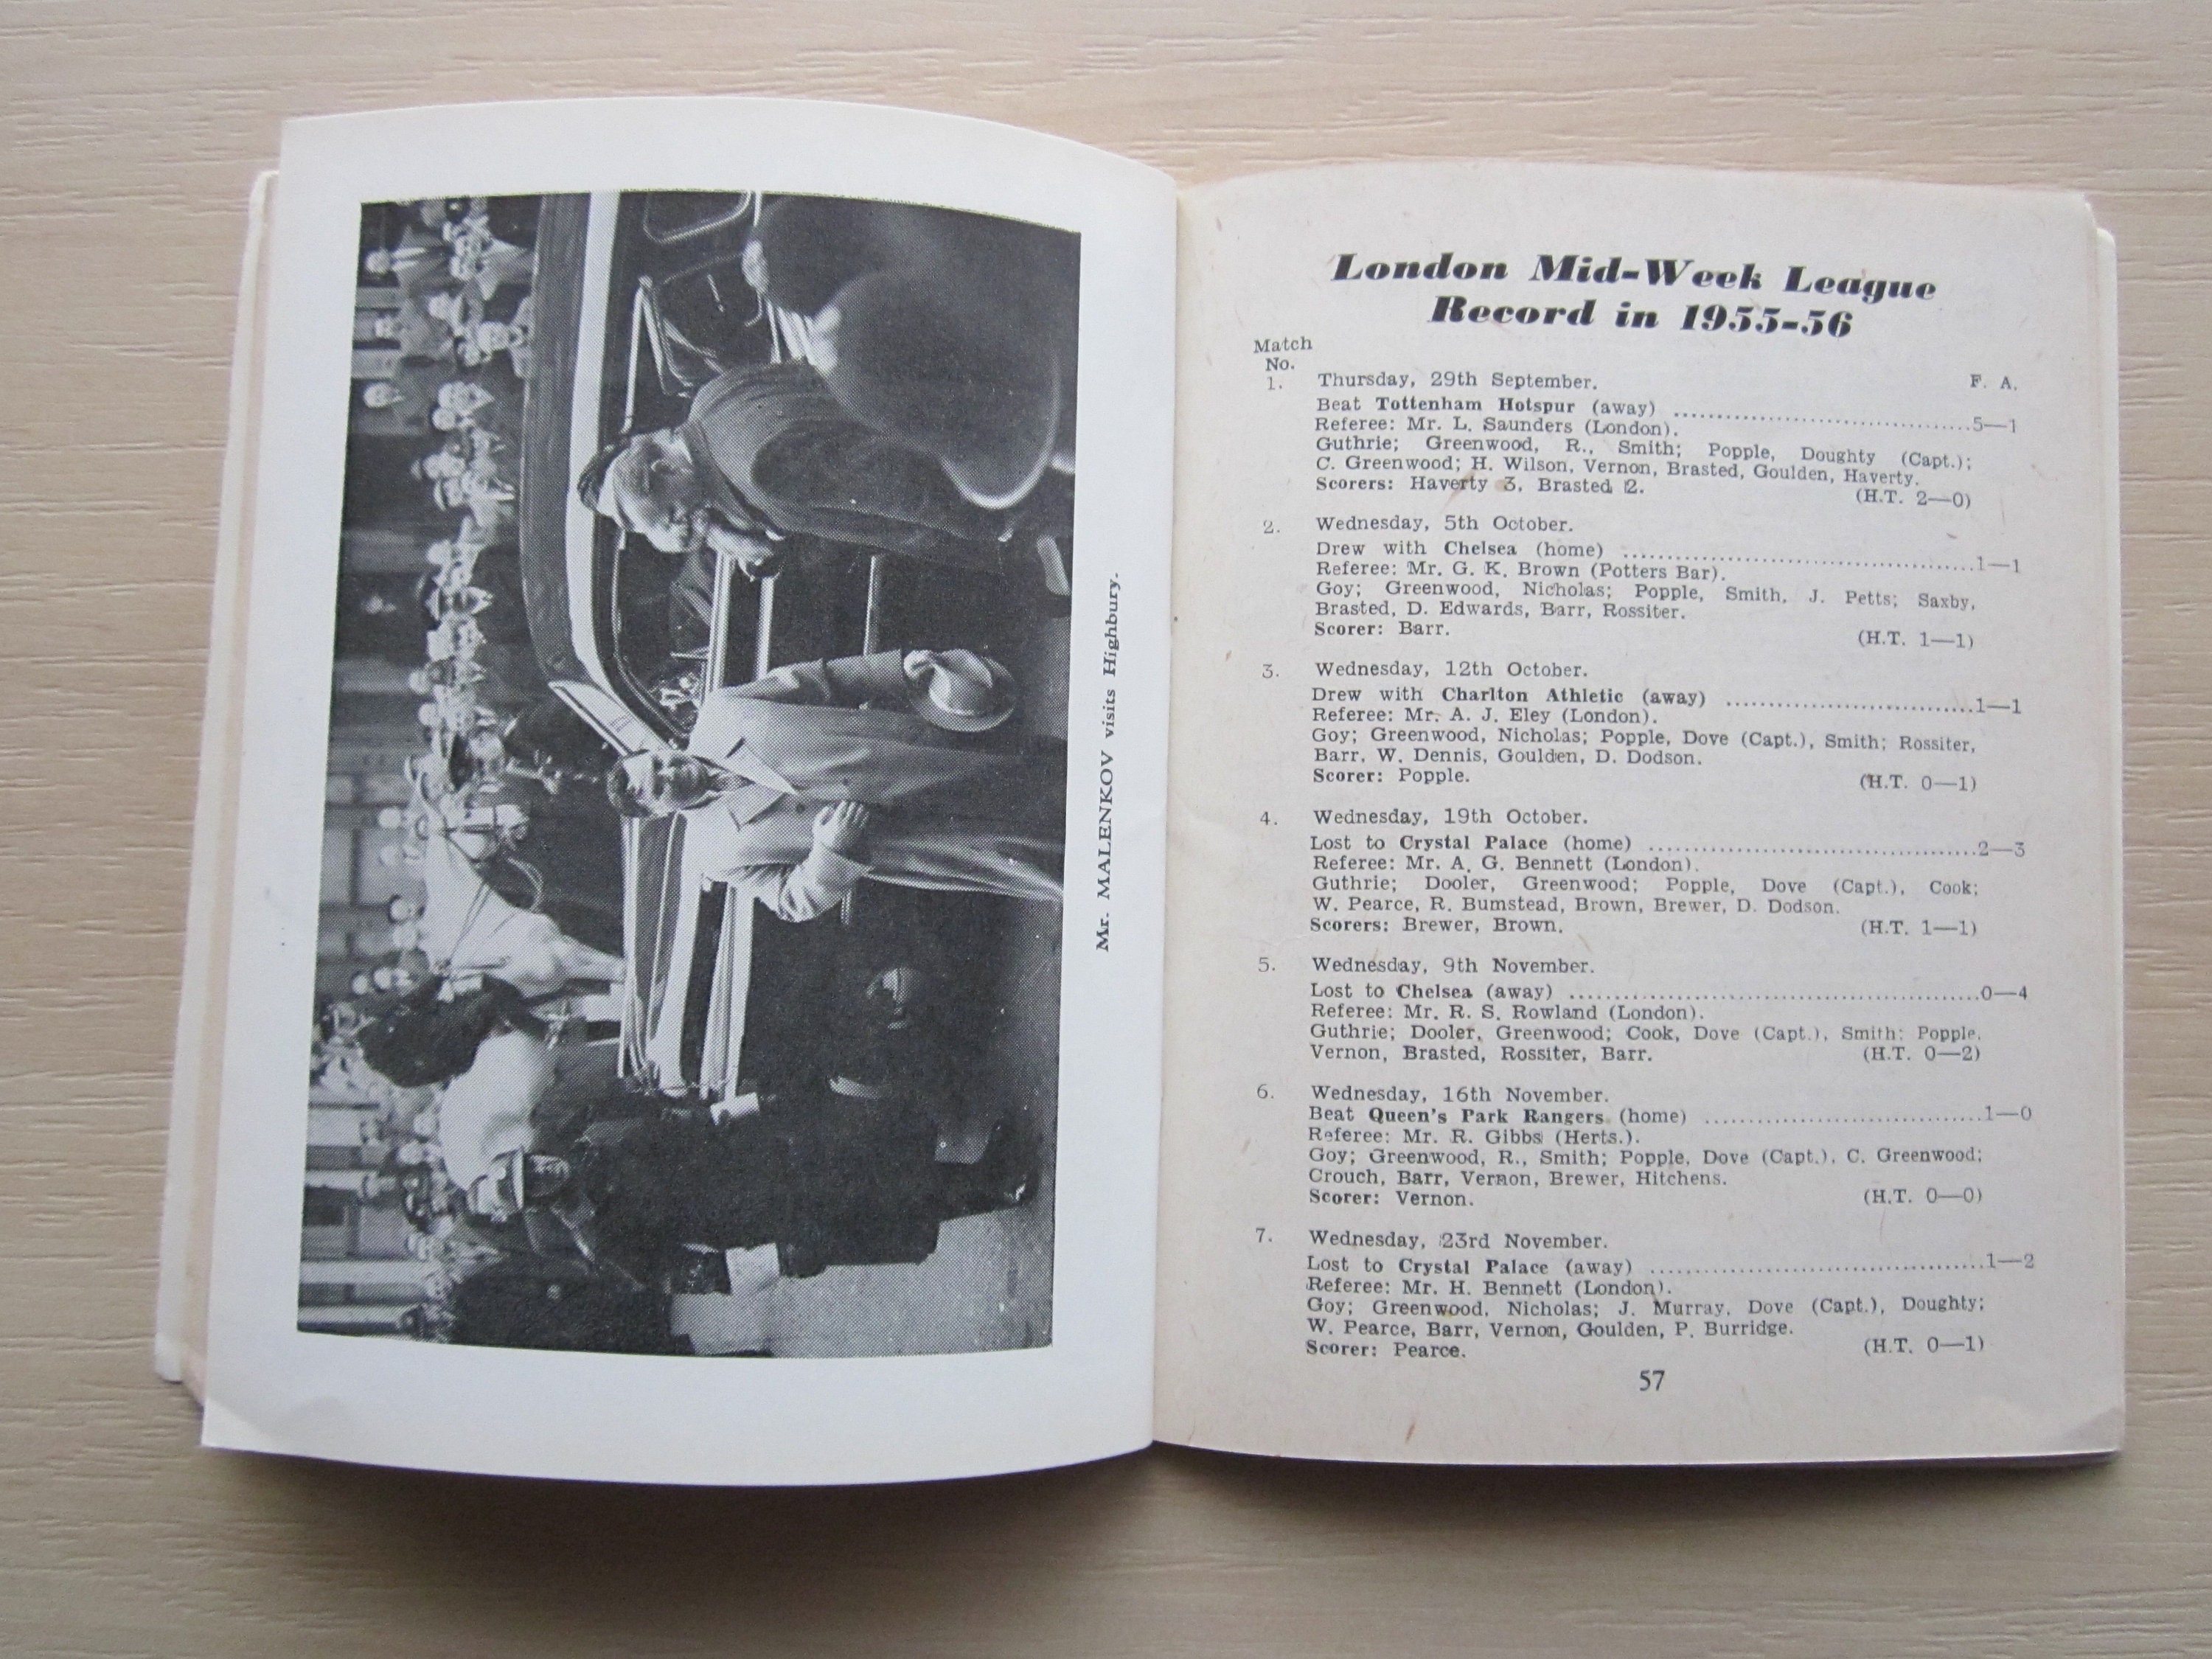 Mr. MALENKOV visits Highbury.
London Mid-Week League
Record in 1955-56
Match
No.
1. Thursday, 29th September. F. A.
Beat Tottenham Hotspur (away) ........................................5—1
Referee: Mr. L. Saunders (London).
Guthrie; Greenwood, R., Smith; Popple, Doughty (Capt.);
C. Greenwood; H. Wilson, Vernon, Brasted, Goulden, Haverty.
Scorers: Haverty 3, Brasted 2. (H.T. 2—0)
2. Wednesday, 5th October.
Drew with Chelsea (home) ........................................1—1
Referee: Mr. G. K. Brown (Potters Bar).
Goy; Greenwood, Nicholas; Popple, Smith, J. Petts; Saxby,
Brasted, D. Edwards, Barr, Rossiter.
Scorer: Barr. (H.T. 1—1)
3. Wednesday, 12th October.
Drew with Charlton Athletic (away) ..............................1—1
Referee: Mr. A. J. Eley (London).
Goy; Greenwood, Nicholas; Popple, Dove (Capt.), Smith; Rossiter,
Barr, W. Dennis, Goulden, D. Dodson.
Scorer: Popple. (H.T. 0—1)
4. Wednesday, 19th October.
Lost to Crystal Palace (home) ........................................2—3
Referee: Mr. A. G. Bennett (London).
Guthrie; Dooler, Greenwood; Popple, Dove (Capt.), Cook;
W. Pearce, R. Bumstead, Brown, Brewer, D. Dodson.
Scorers: Brewer, Brown. (H.T. 1—1)
5. Wednesday, 9th November.
Lost to Chelsea (away) ..................................................0—4
Referee: Mr. R. S. Rowland (London).
Guthrie; Dooler, Greenwood; Cook, Dove (Capt.), Smith; Popple,
Vernon, Brasted, Rossiter, Barr. (H.T. 0—2)
6. Wednesday, 16th November.
Beat Queen's Park Rangers (home) ..................................1—0
Referee: Mr. R. Gibbs (Herts.).
Goy; Greenwood, R., Smith; Popple, Dove (Capt.), C. Greenwood;
Crouch, Barr, Vernon, Brewer, Hitchens.
Scorer: Vernon. (H.T. 0—0)
7. Wednesday, 23rd November.
Lost to Crystal Palace (away) ........................................1—2
Referee: Mr. H. Bennett (London).
Goy; Greenwood, Nicholas; J. Murray, Dove (Capt.), Doughty;
W. Pearce, Barr, Vernon, Goulden, P. Burridge.
Scorer: Pearce. (H.T. 0—1)
57